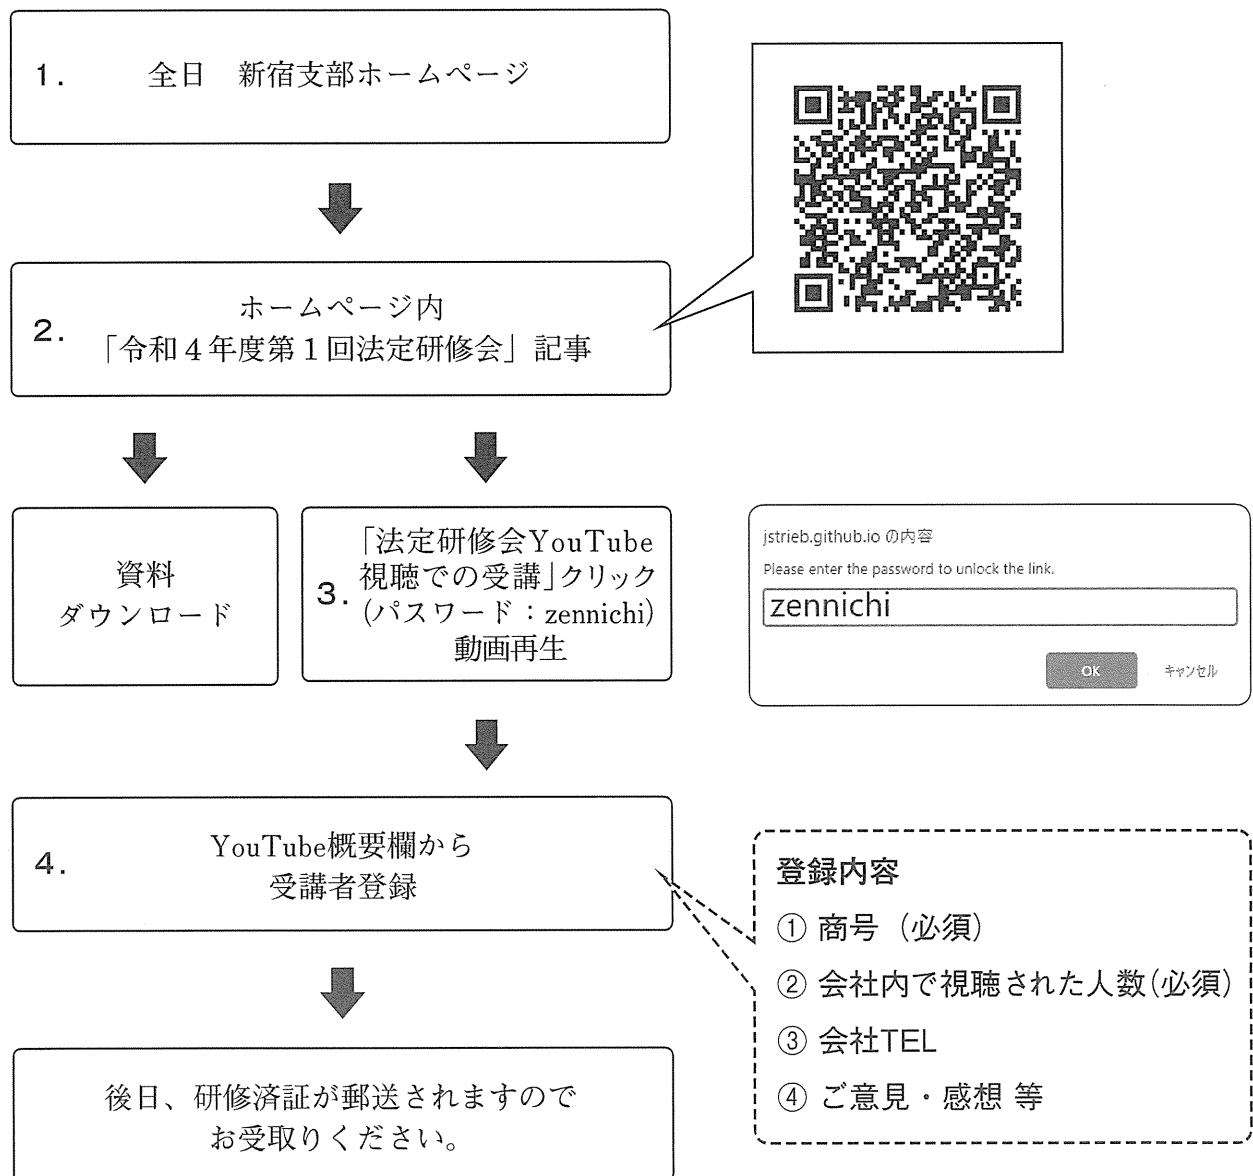 1. 全日　新宿支部ホームページ
2. ホームページ内
「令和４年度第１回法定研修会」記事
資料
ダウンロード
3. 「法定研修会YouTube
視聴での受講」クリック
(パスワード：zennichi)
動画再生
jstrieb.github.io の内容
Please enter the password to unlock the link.
zennichi
OK キャンセル
4. YouTube概要欄から
受講者登録
登録内容
① 商号（必須）
② 会社内で視聴された人数（必須）
③ 会社TEL
④ ご意見・感想 等
後日、研修済証が郵送されますので
お受取りください。